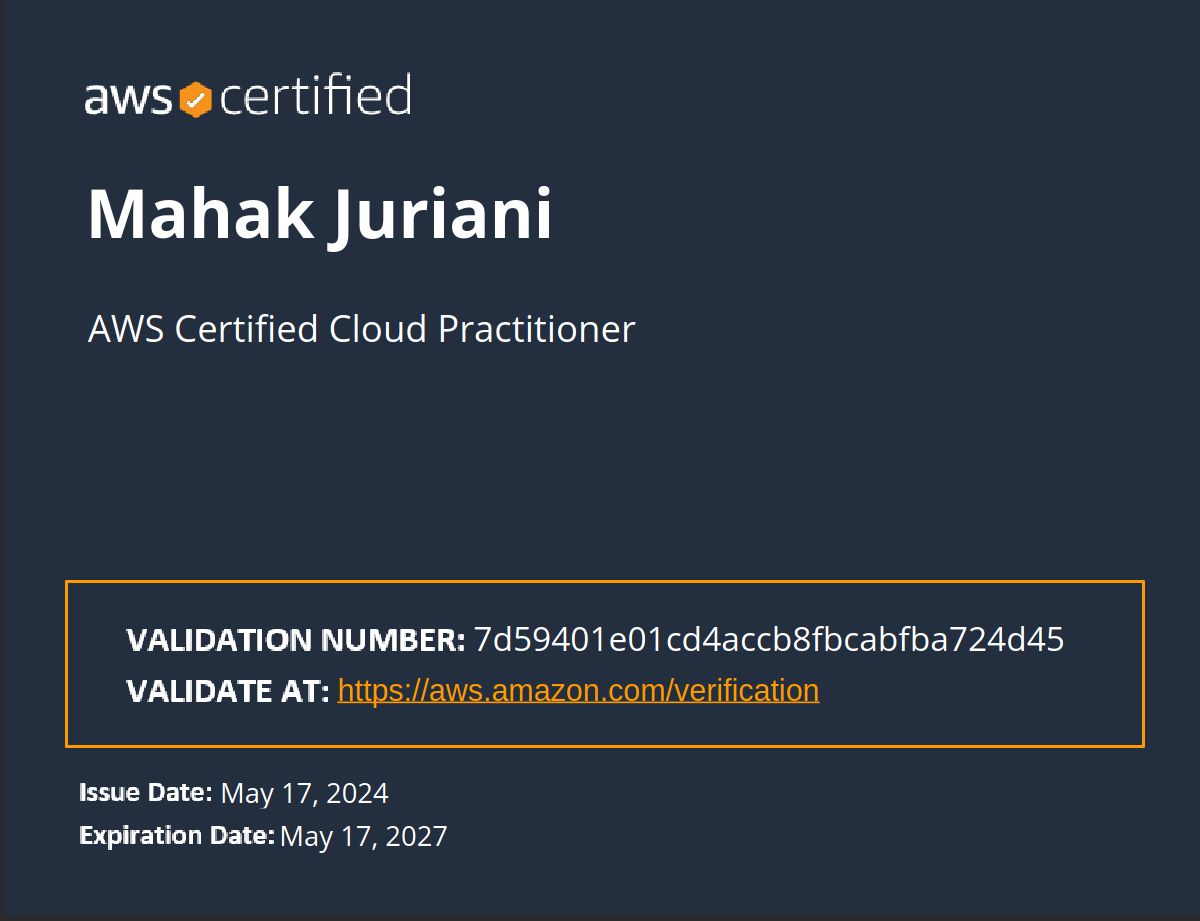 aws certified
Mahak Juriani
AWS Certified Cloud Practitioner
VALIDATION NUMBER: 7d59401e01cd4accb8fbcabfba724d45
VALIDATE AT: https://aws.amazon.com/verification
Issue Date: May 17, 2024
Expiration Date: May 17, 2027